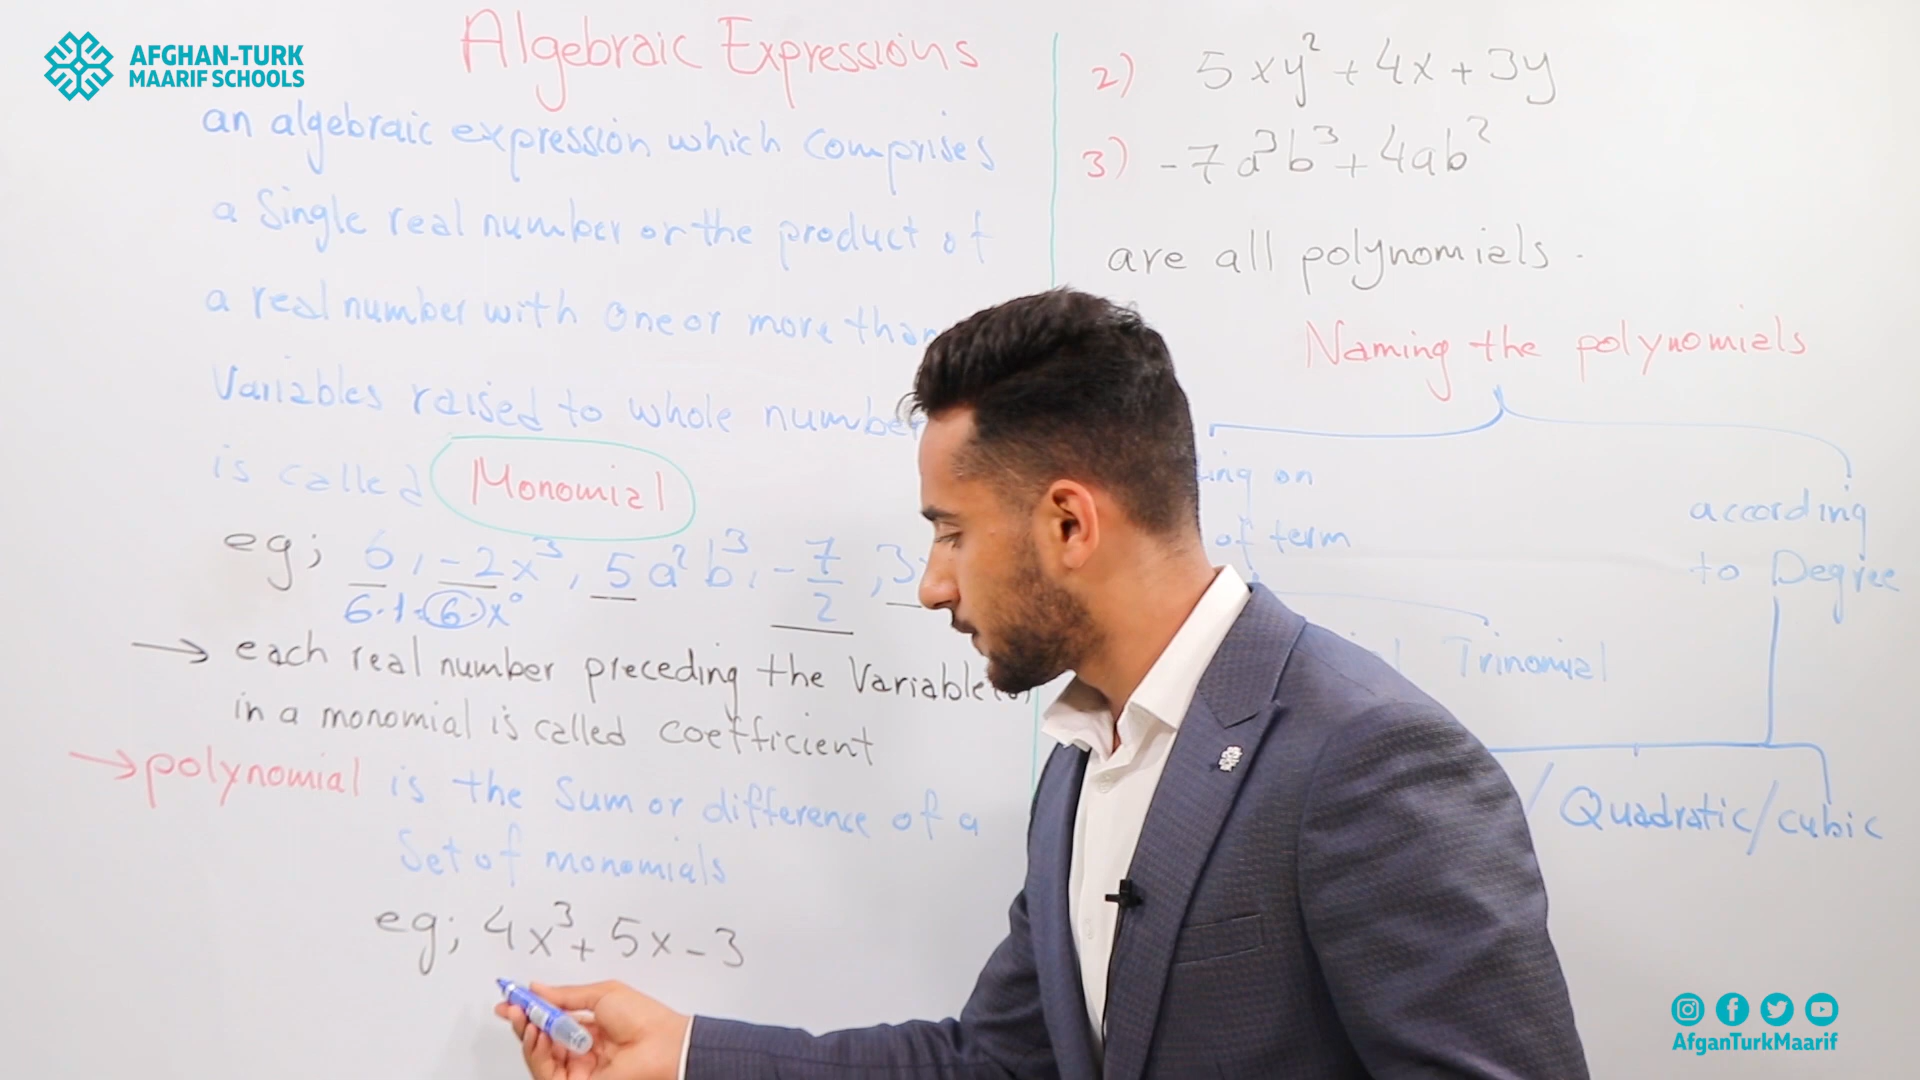 AFGHAN-TURK
MAARIF SCHOOLS
Algebraic Expressions
an algebraic expression which comprises
a Single real number or the product of
a real number with one or more than
Variables raised to whole number
is called Monomial
eg; 6, -2x³, 5a²b³, -7/2, 3
6·1 6·x⁰
→ each real number preceding the Variable
in a monomial is called coefficient
→ polynomial is the sum or difference of a
Set of monomials
eg; 4x³+5x-3
2) 5xy²+4x+3y
3) -7a³b³+4ab²
are all polynomials.
Naming the polynomials
on
of term
Trinomial
according
to Degree
/ Quadratic/cubic
AfganTurkMaarif